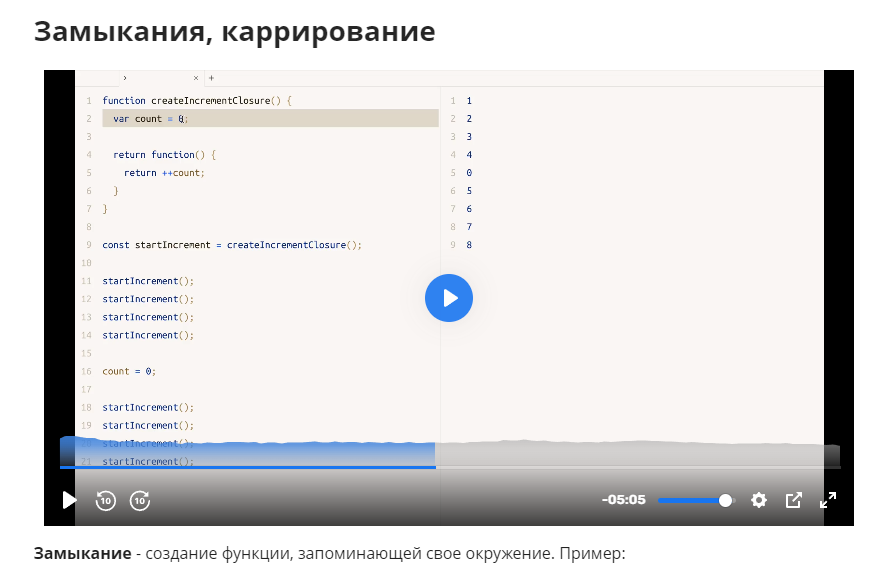 Замыкания, каррирование
› × +
1 function createIncrementClosure() {
2 var count = 0;
3
4 return function() {
5 return ++count;
6 }
7 }
8
9 const startIncrement = createIncrementClosure();
10
11 startIncrement();
12 startIncrement();
13 startIncrement();
14 startIncrement();
15
16 count = 0;
17
18 startIncrement();
19 startIncrement();
startIncrement();
21 startIncrement();
1 1
2 2
3 3
4 4
5 0
6 5
7 6
8 7
9 8
10 10 -05:05
Замыкание - создание функции, запоминающей свое окружение. Пример: